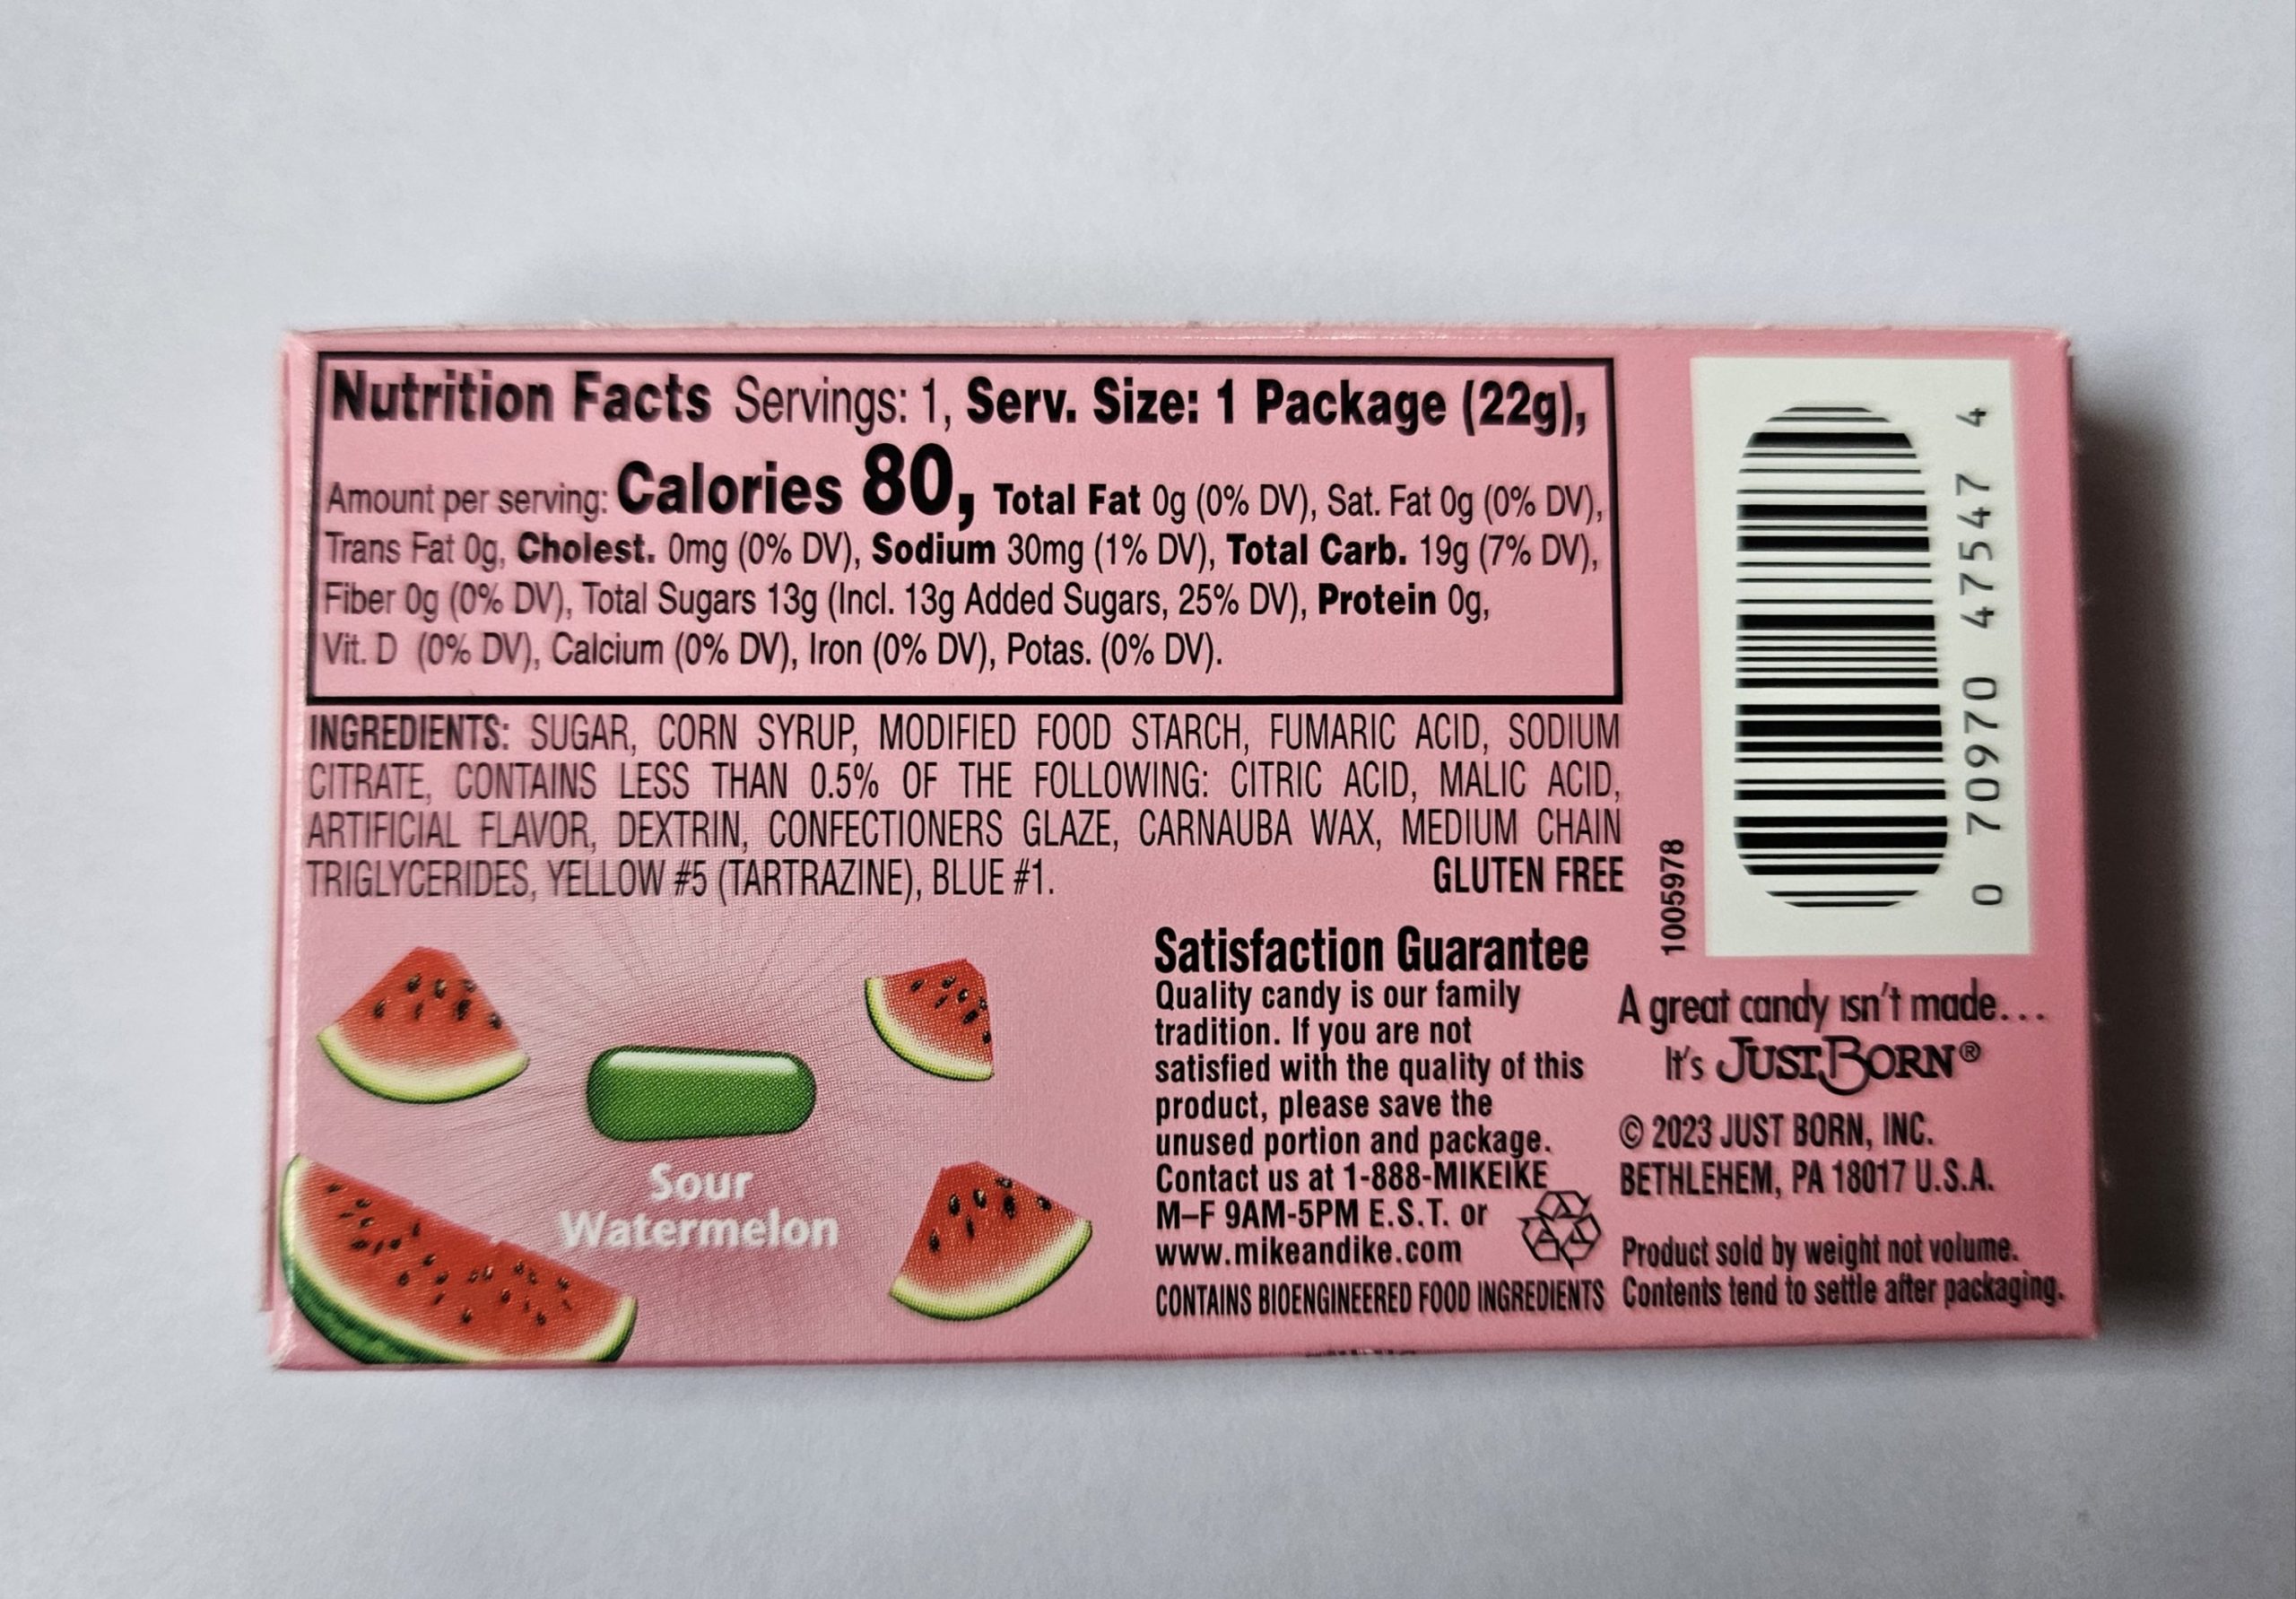 Nutrition Facts Servings: 1, Serv. Size: 1 Package (22g),
Amount per serving: Calories 80, Total Fat 0g (0% DV), Sat. Fat 0g (0% DV),
Trans Fat 0g, Cholest. 0mg (0% DV), Sodium 30mg (1% DV), Total Carb. 19g (7% DV),
Fiber 0g (0% DV), Total Sugars 13g (Incl. 13g Added Sugars, 25% DV), Protein 0g,
Vit. D (0% DV), Calcium (0% DV), Iron (0% DV), Potas. (0% DV).
INGREDIENTS: SUGAR, CORN SYRUP, MODIFIED FOOD STARCH, FUMARIC ACID, SODIUM
CITRATE, CONTAINS LESS THAN 0.5% OF THE FOLLOWING: CITRIC ACID, MALIC ACID,
ARTIFICIAL FLAVOR, DEXTRIN, CONFECTIONERS GLAZE, CARNAUBA WAX, MEDIUM CHAIN
TRIGLYCERIDES, YELLOW #5 (TARTRAZINE), BLUE #1.
GLUTEN FREE
Sour
Watermelon
Satisfaction Guarantee
Quality candy is our family
tradition. If you are not
satisfied with the quality of this
product, please save the
unused portion and package.
Contact us at 1-888-MIKEIKE
M–F 9AM-5PM E.S.T. or
www.mikeandike.com
CONTAINS BIOENGINEERED FOOD INGREDIENTS
1005978
0 70970 47547 4
A great candy isn't made...
It's JUST BORN®
© 2023 JUST BORN, INC.
BETHLEHEM, PA 18017 U.S.A.
Product sold by weight not volume.
Contents tend to settle after packaging.